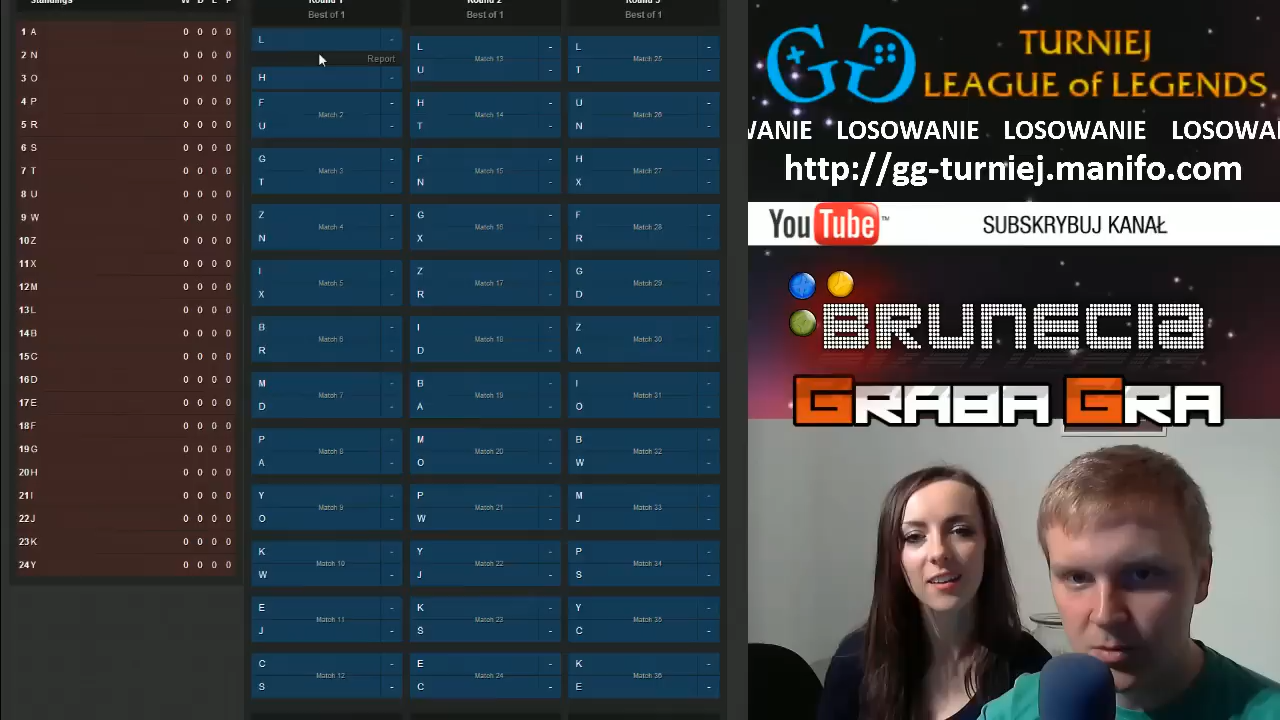 Standings W D L P
1 A 0 0 0 0
2 N 0 0 0 0
3 O 0 0 0 0
4 P 0 0 0 0
5 R 0 0 0 0
6 S 0 0 0 0
7 T 0 0 0 0
8 U 0 0 0 0
9 W 0 0 0 0
10 Z 0 0 0 0
11 X 0 0 0 0
12 M 0 0 0 0
13 L 0 0 0 0
14 B 0 0 0 0
15 C 0 0 0 0
16 D 0 0 0 0
17 E 0 0 0 0
18 F 0 0 0 0
19 G 0 0 0 0
20 H 0 0 0 0
21 I 0 0 0 0
22 J 0 0 0 0
23 K 0 0 0 0
24 Y 0 0 0 0
Round 1
Best of 1
L -
Report
H -
F -
Match 2
U -
G -
Match 3
T -
Z -
Match 4
N -
I -
Match 5
X -
B -
Match 6
R -
M -
Match 7
D -
P -
Match 8
A -
Y -
Match 9
O -
K -
Match 10
W -
E -
Match 11
J -
C -
Match 12
S -
Round 2
Best of 1
L -
Match 13
U -
H -
Match 14
T -
F -
Match 15
N -
G -
Match 16
X -
Z -
Match 17
R -
I -
Match 18
D -
B -
Match 19
A -
M -
Match 20
O -
P -
Match 21
W -
Y -
Match 22
J -
K -
Match 23
S -
E -
Match 24
C -
Round 3
Best of 1
L -
Match 25
T -
U -
Match 26
N -
H -
Match 27
X -
F -
Match 28
R -
G -
Match 29
D -
Z -
Match 30
A -
I -
Match 31
O -
B -
Match 32
W -
M -
Match 33
J -
P -
Match 34
S -
Y -
Match 35
C -
K -
Match 36
E -
GG
TURNIEJ
LEAGUE of LEGENDS
WANIE LOSOWANIE LOSOWANIE LOSOWA
http://gg-turniej.manifo.com
YouTube™ SUBSKRYBUJ KANAŁ
BRUNECIA
GRABA GRA